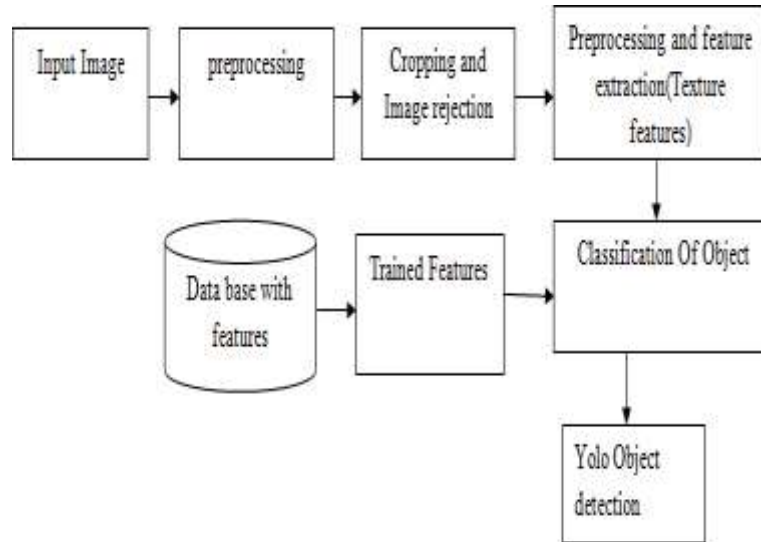 Input Image
preprocessing
Cropping and
Image rejection
Preprocessing and feature
extraction(Texture
features)
Data base with
features
Trained Features
Classification Of Object
Yolo Object
detection